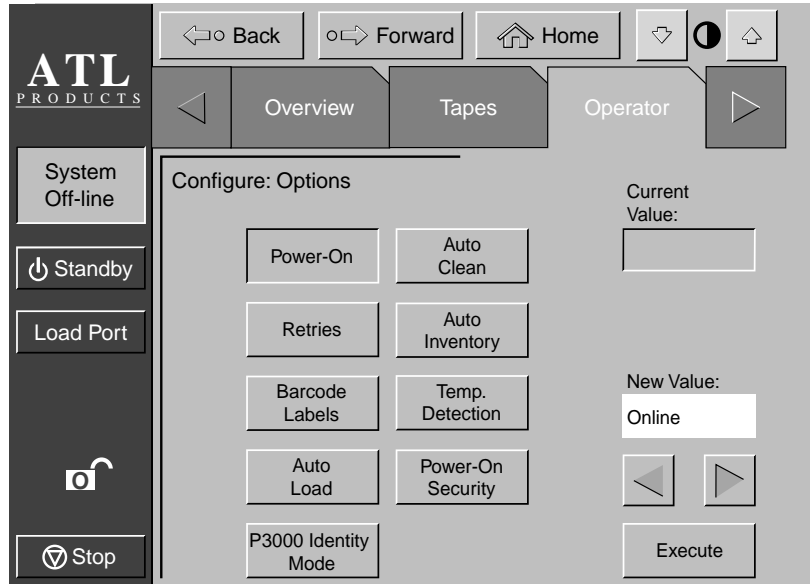 Back
Forward
Home
ATL
PRODUCTS
Overview
Tapes
Operator
System
Off-line
Standby
Load Port
Stop
Configure: Options
Power-On
Auto
Clean
Retries
Auto
Inventory
Barcode
Labels
Temp.
Detection
Auto
Load
Power-On
Security
P3000 Identity
Mode
Current
Value:
New Value:
Online
Execute